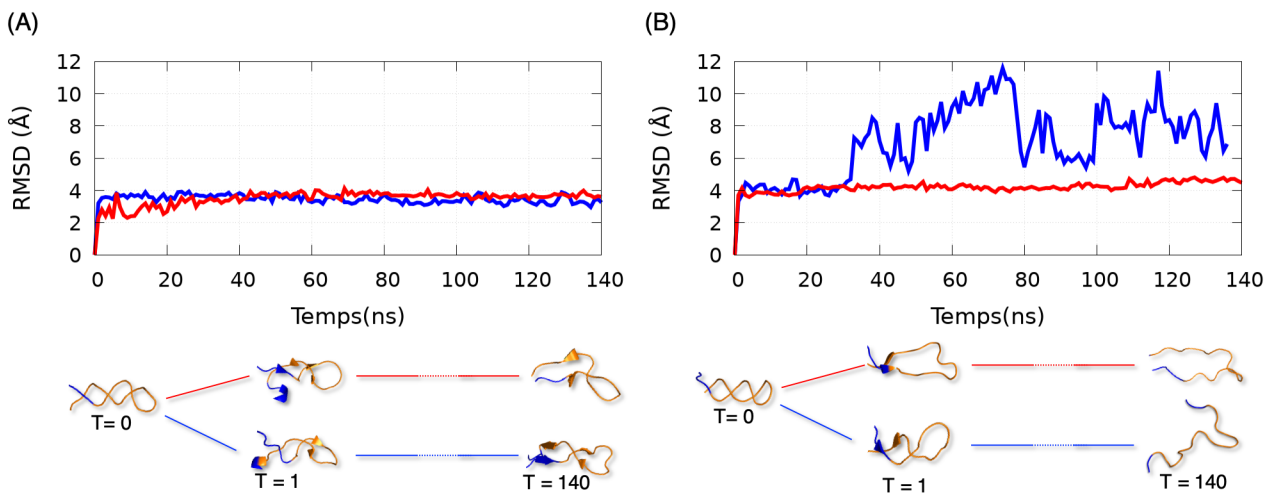 (A)
RMSD (Å)
12
10
8
6
4
2
0
0 20 40 60 80 100 120 140
Temps(ns)
T= 0
T = 1
T = 140
(B)
RMSD (Å)
12
10
8
6
4
2
0
0 20 40 60 80 100 120 140
Temps(ns)
T= 0
T = 1
T = 140